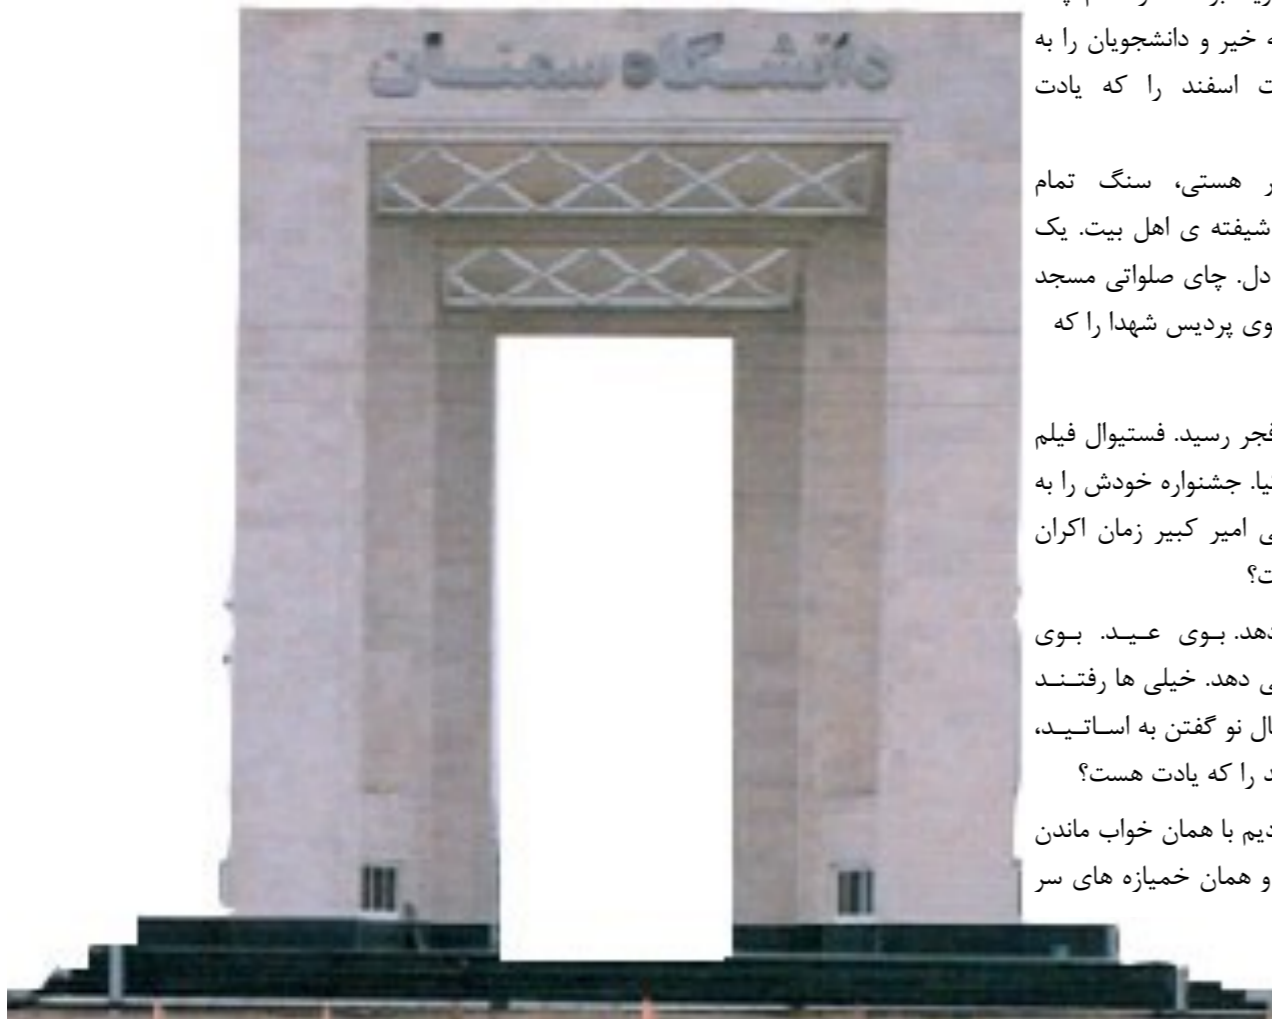 دانشگاه سمنان
ه خیر و دانشجویان را به
ت اسفند را که یادت
ر هستی، سنگ تمام
شیفته ی اهل بیت. یک
دل. چای صلواتی مسجد
وی پردیس شهدا را که
فجر رسید. فستیوال فیلم
نیا. جشنواره خودش را به
ی امیر کبیر زمان اکران
ت؟
دهد. بوی عـیـد. بـوی
ی دهد. خیلی ها رفتـنـد
ال نو گفتن به اسـاتـیـد،
د را که یادت هست؟
دیم با همان خواب ماندن
و همان خمیازه های سر